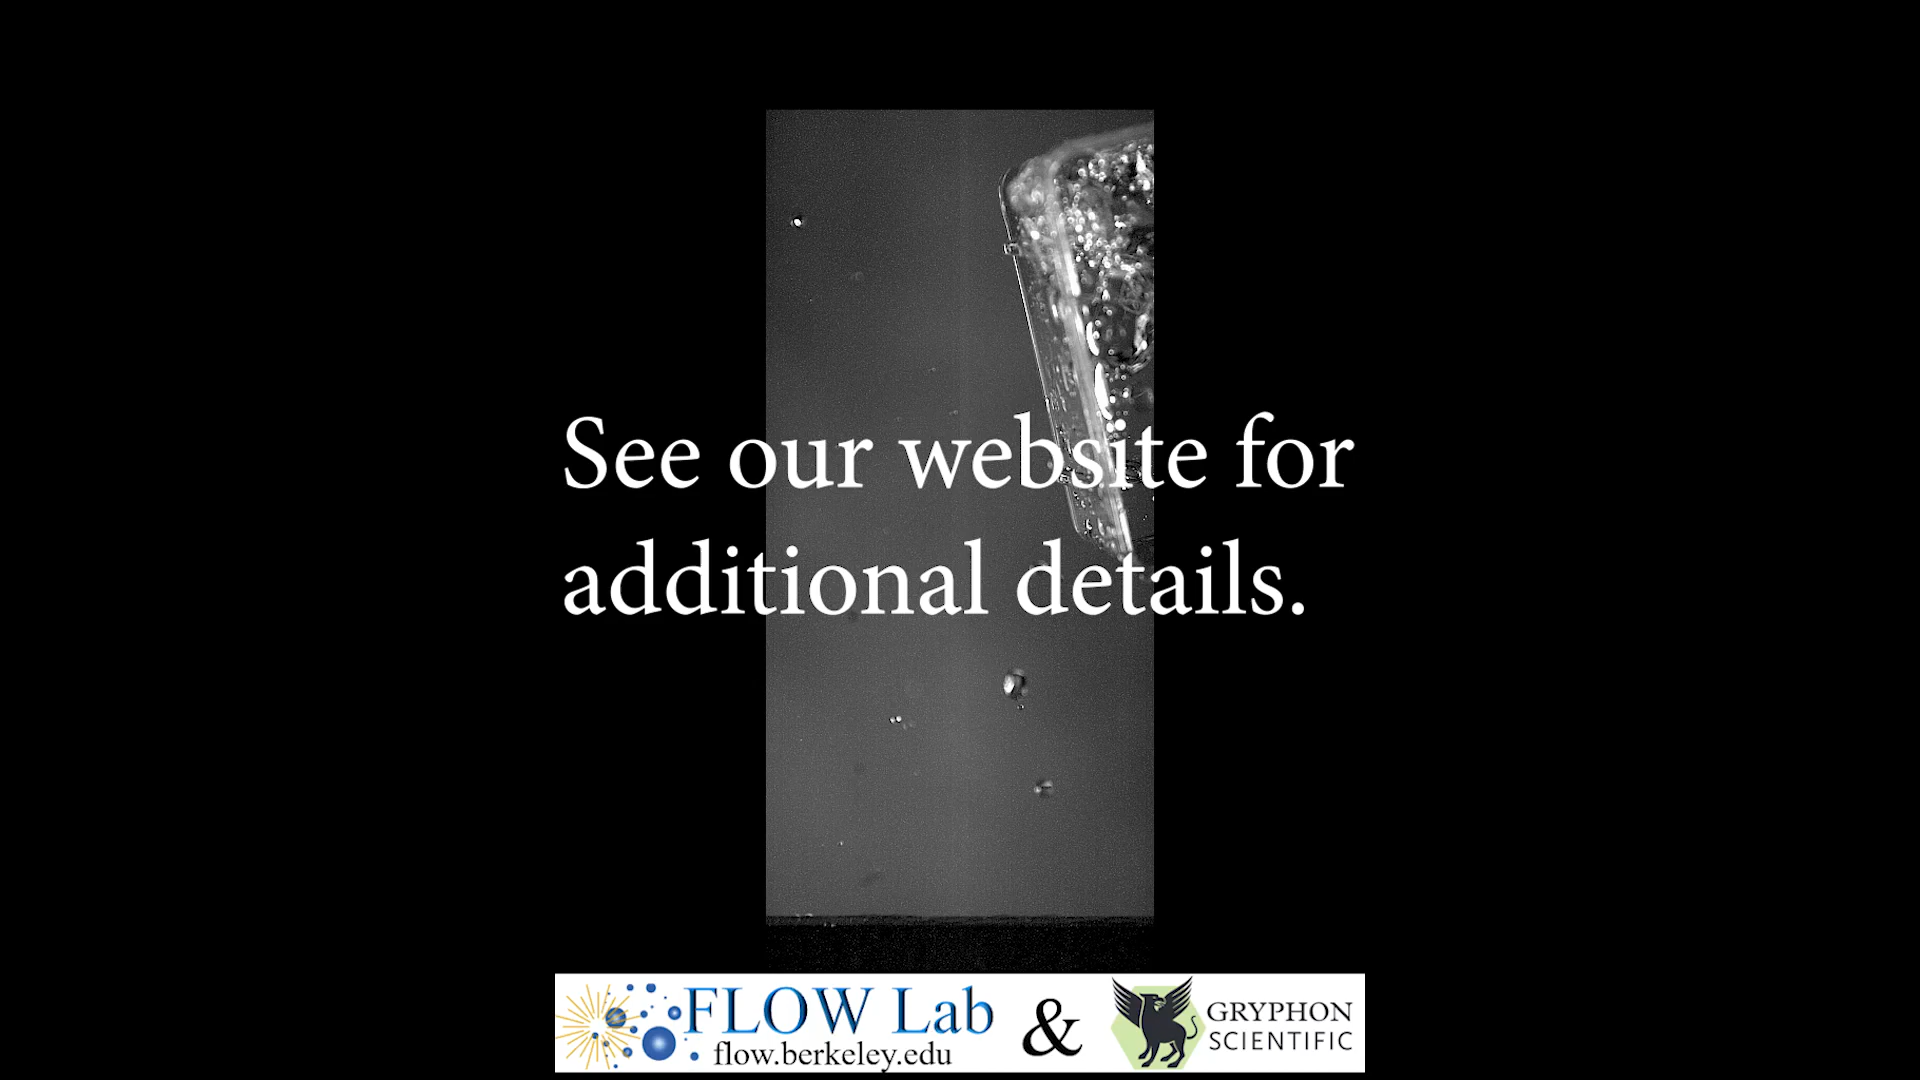 See our website for
additional details.
FLOW Lab
flow.berkeley.edu
&
GRYPHON
SCIENTIFIC